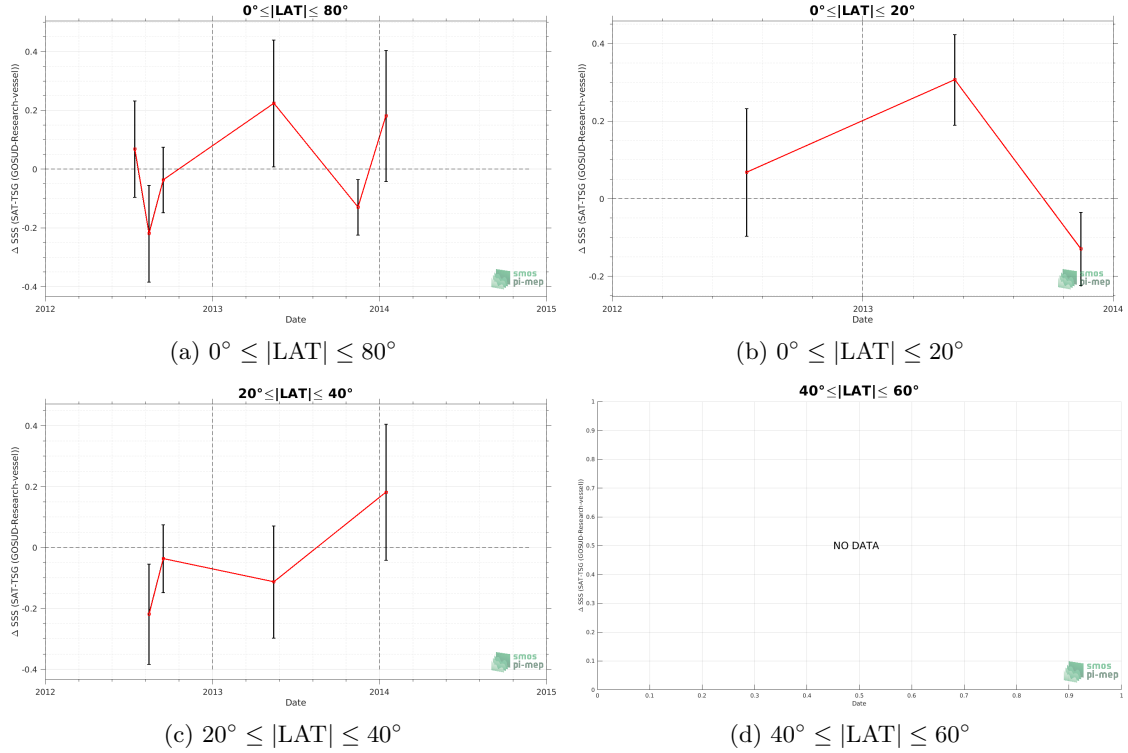 0°≤|LAT|≤ 80°
Δ SSS (SAT-TSG (GOSUD-Research-vessel))
0.4
0.2
0
-0.2
-0.4
2012
2013
2014
2015
Date
smos
pi-mep
(a) 0° ≤ |LAT| ≤ 80°
0°≤|LAT|≤ 20°
Δ SSS (SAT-TSG (GOSUD-Research-vessel))
0.4
0.2
0
-0.2
2012
2013
2014
Date
smos
pi-mep
(b) 0° ≤ |LAT| ≤ 20°
20°≤|LAT|≤ 40°
Δ SSS (SAT-TSG (GOSUD-Research-vessel))
0.4
0.2
0
-0.2
-0.4
2012
2013
2014
2015
Date
smos
pi-mep
(c) 20° ≤ |LAT| ≤ 40°
40°≤|LAT|≤ 60°
Δ SSS (SAT-TSG (GOSUD-Research-vessel))
1
0.9
0.8
0.7
0.6
0.5
0.4
0.3
0.2
0.1
0
NO DATA
0
0.1
0.2
0.3
0.4
0.5
0.6
0.7
0.8
0.9
1
Date
smos
pi-mep
(d) 40° ≤ |LAT| ≤ 60°